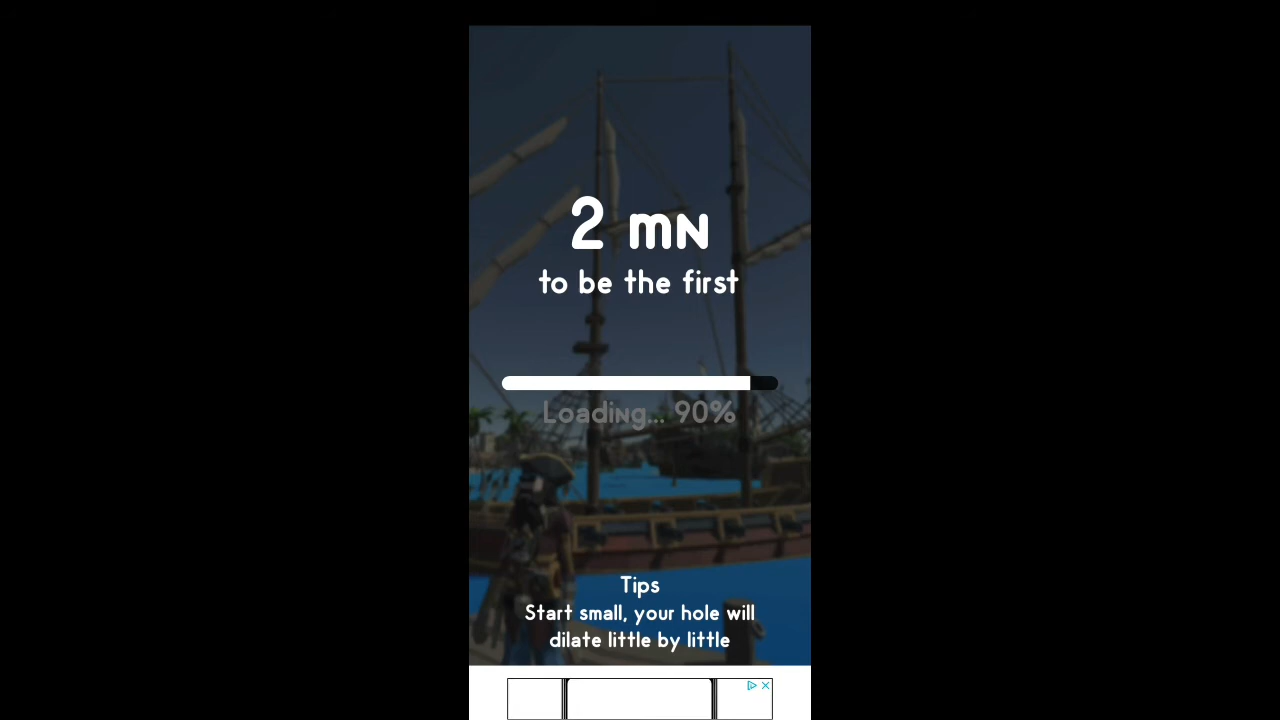 2 mn
to be the first
Loading... 90%
Tips
Start small, your hole will
dilate little by little